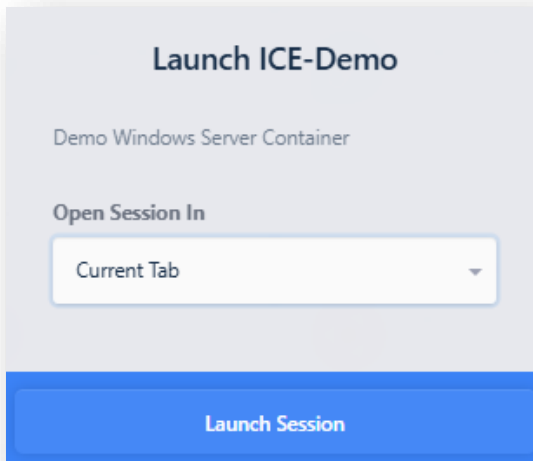 Launch ICE-Demo
Demo Windows Server Container
Open Session In
Current Tab
Launch Session